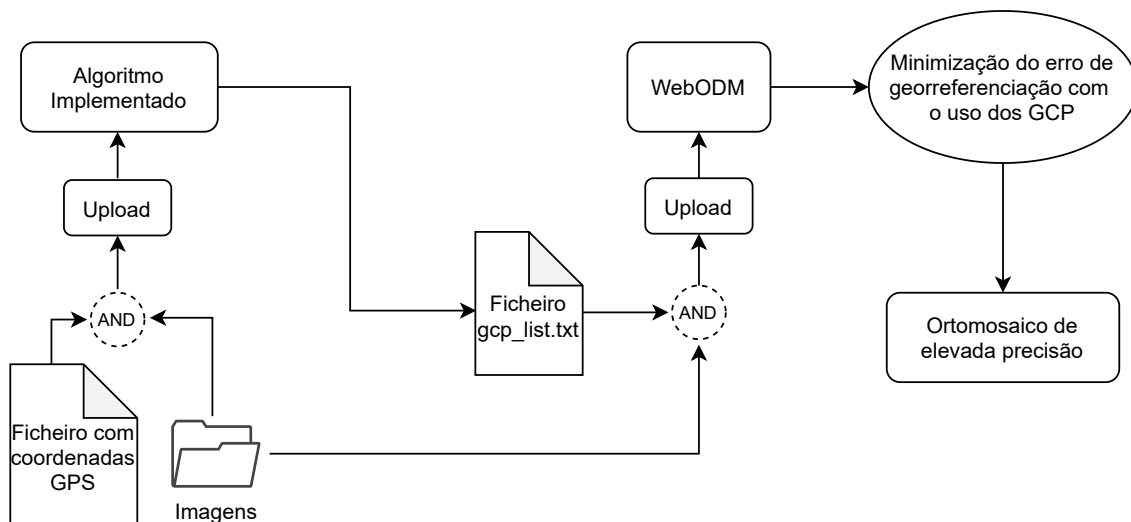 Algoritmo
Implementado
Upload
AND
Ficheiro com
coordenadas
GPS
Imagens
Ficheiro
gcp_list.txt
WebODM
Upload
AND
Minimização do erro de
georreferenciação com
o uso dos GCP
Ortomosaico de
elevada precisão